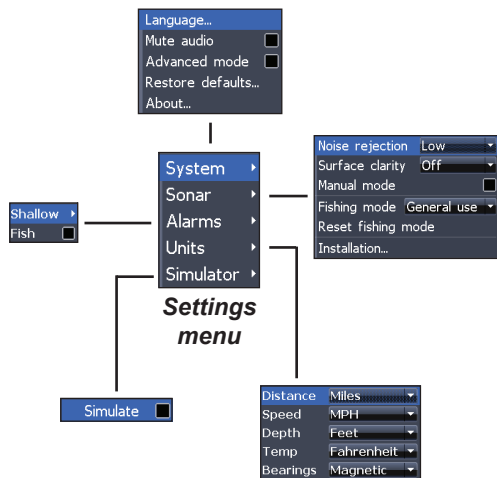 Language...
Mute audio
Advanced mode
Restore defaults...
About...
System
Sonar
Alarms
Units
Simulator
Settings
menu
Noise rejection Low
Surface clarity Off
Manual mode
Fishing mode General use
Reset fishing mode
Installation...
Shallow
Fish
Simulate
Distance Miles
Speed MPH
Depth Feet
Temp Fahrenheit
Bearings Magnetic